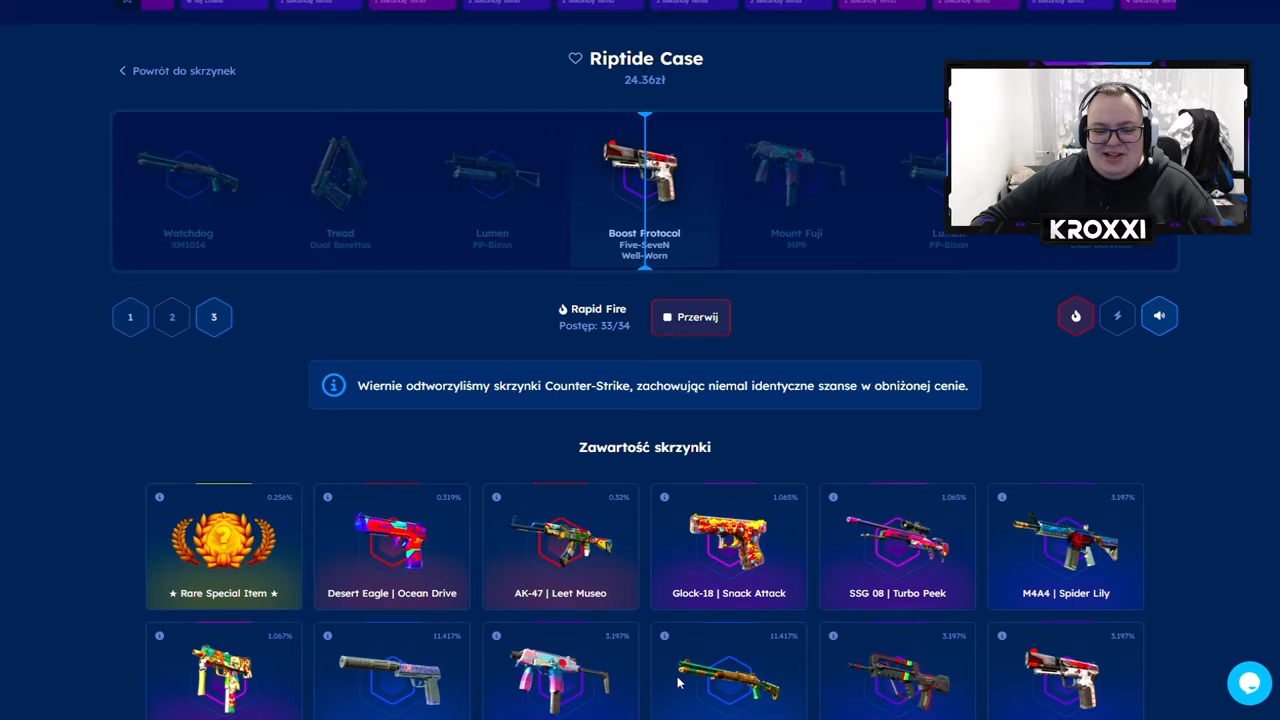 Riptide Case
Powrót do skrzynek
24.36zł
Watchdog
XM1014
Tread
Dual Berettas
Lumen
PP-Bizon
Boost Protocol
Five-SeveN
Well-Worn
Mount Fuji
MP9
PP-Bizon
KROXXI
1
2
3
Rapid Fire
Postęp: 33/34
Przerwij
Wiernie odtworzyliśmy skrzynki Counter-Strike, zachowując niemal identyczne szanse w obniżonej cenie.
Zawartość skrzynki
0.256%
0.319%
0.32%
1.065%
1.065%
3.197%
★ Rare Special Item ★
Desert Eagle | Ocean Drive
AK-47 | Leet Museo
Glock-18 | Snack Attack
SSG 08 | Turbo Peek
M4A4 | Spider Lily
1.067%
11.417%
3.197%
11.417%
3.197%
3.197%